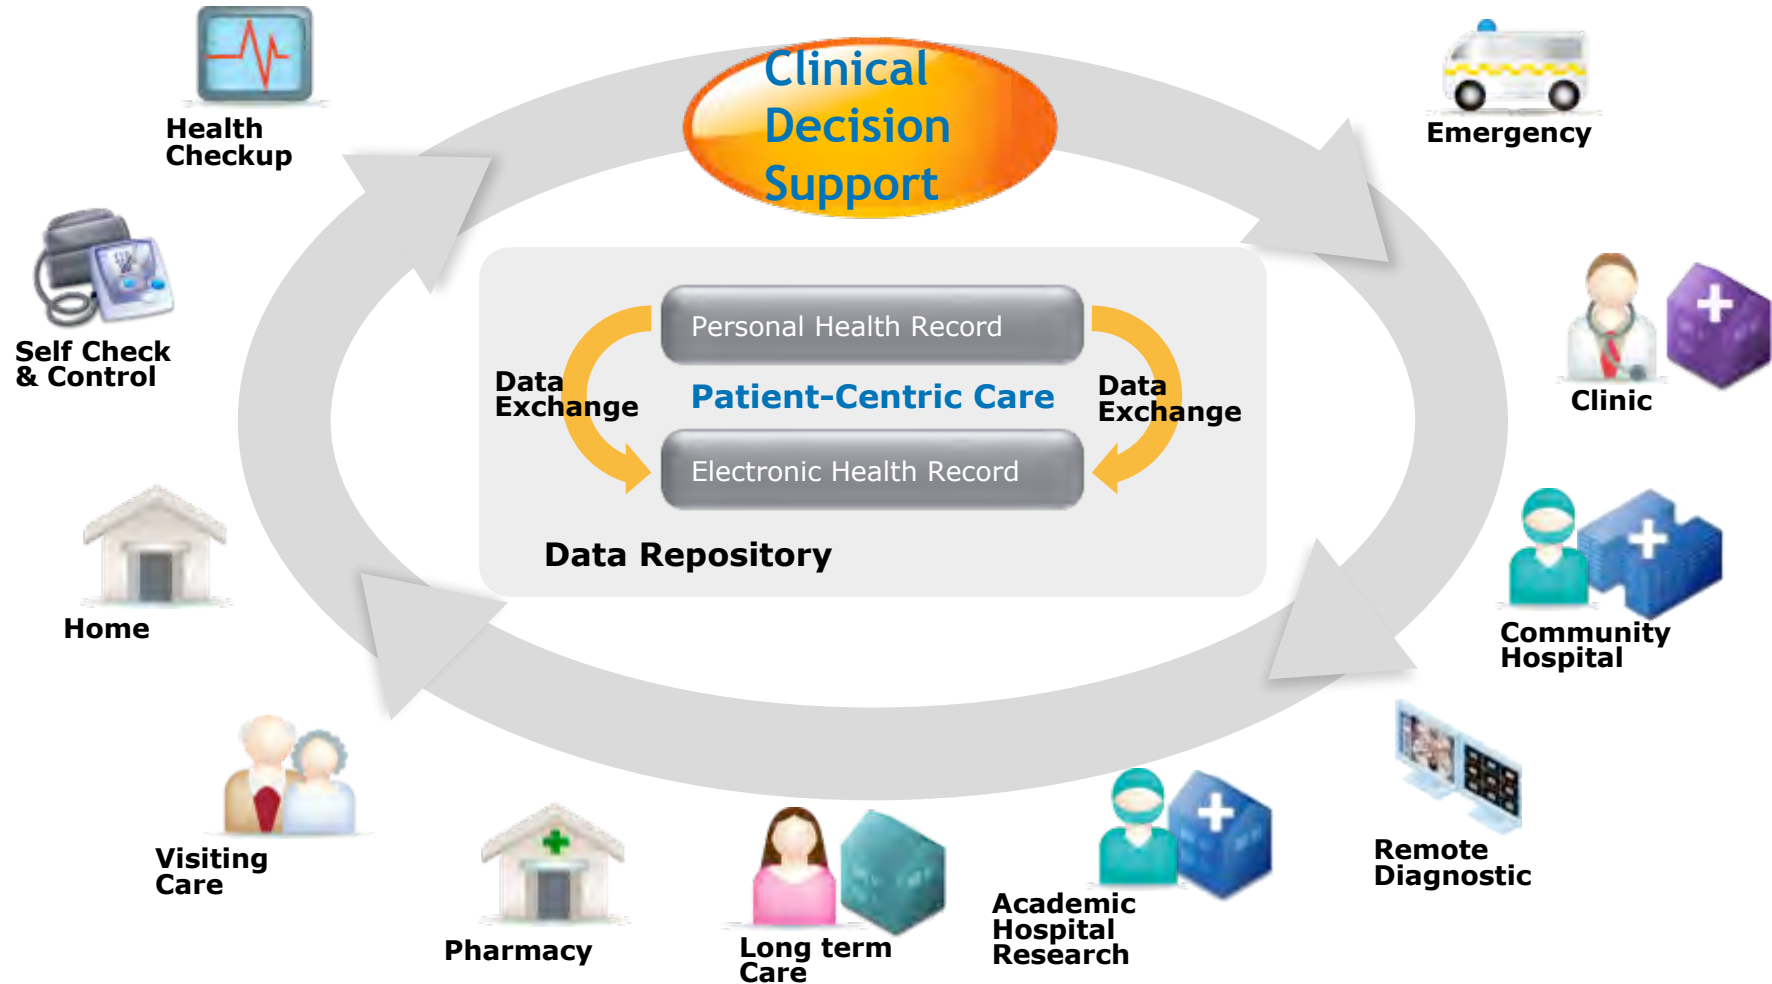 Clinical
Decision
Support
Health
Checkup
Emergency
Self Check
& Control
Personal Health Record
Data
Exchange
Patient-Centric Care
Data
Exchange
Clinic
Electronic Health Record
Data Repository
Home
Community
Hospital
Visiting
Care
Remote
Diagnostic
Pharmacy
Long term
Care
Academic
Hospital
Research